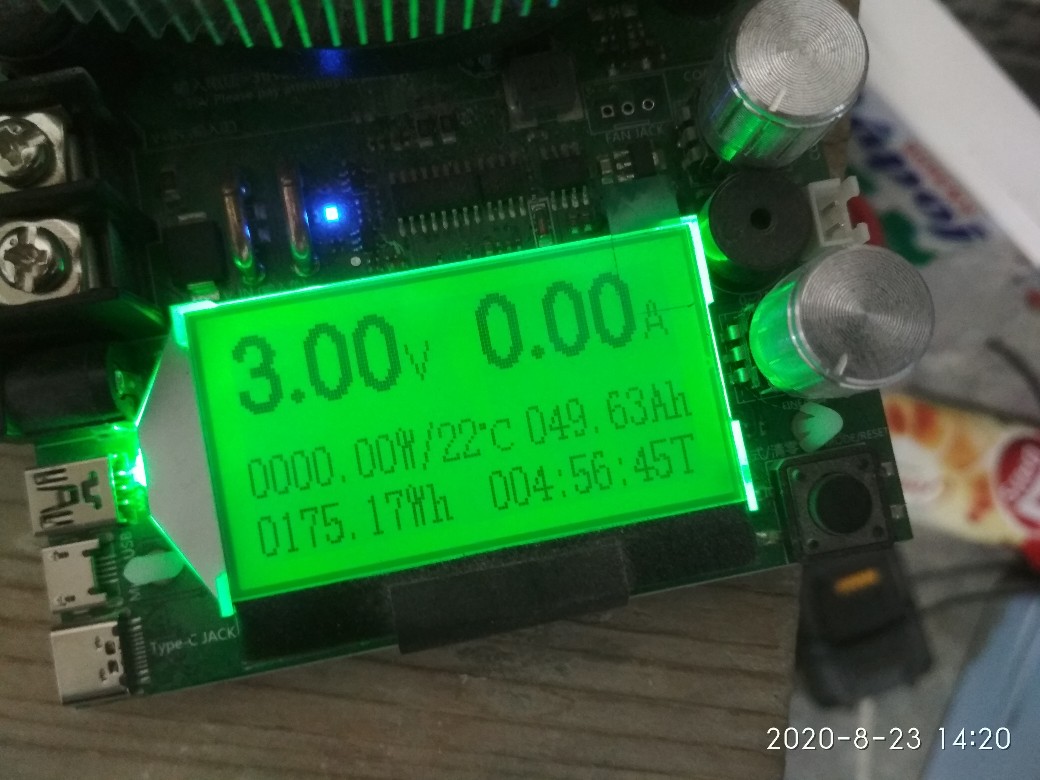 FAN JACK
3.00V 0.00A
0000.00W/22°C 049.63Ah
0175.17Wh 004:56:45T
Type-C JACK
2020-8-23 14:20